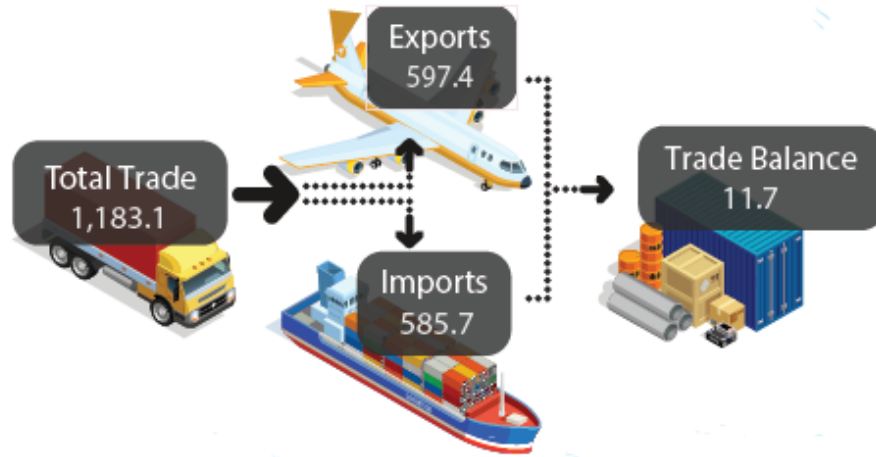 Exports
597.4
Total Trade
1,183.1
Trade Balance
11.7
Imports
585.7